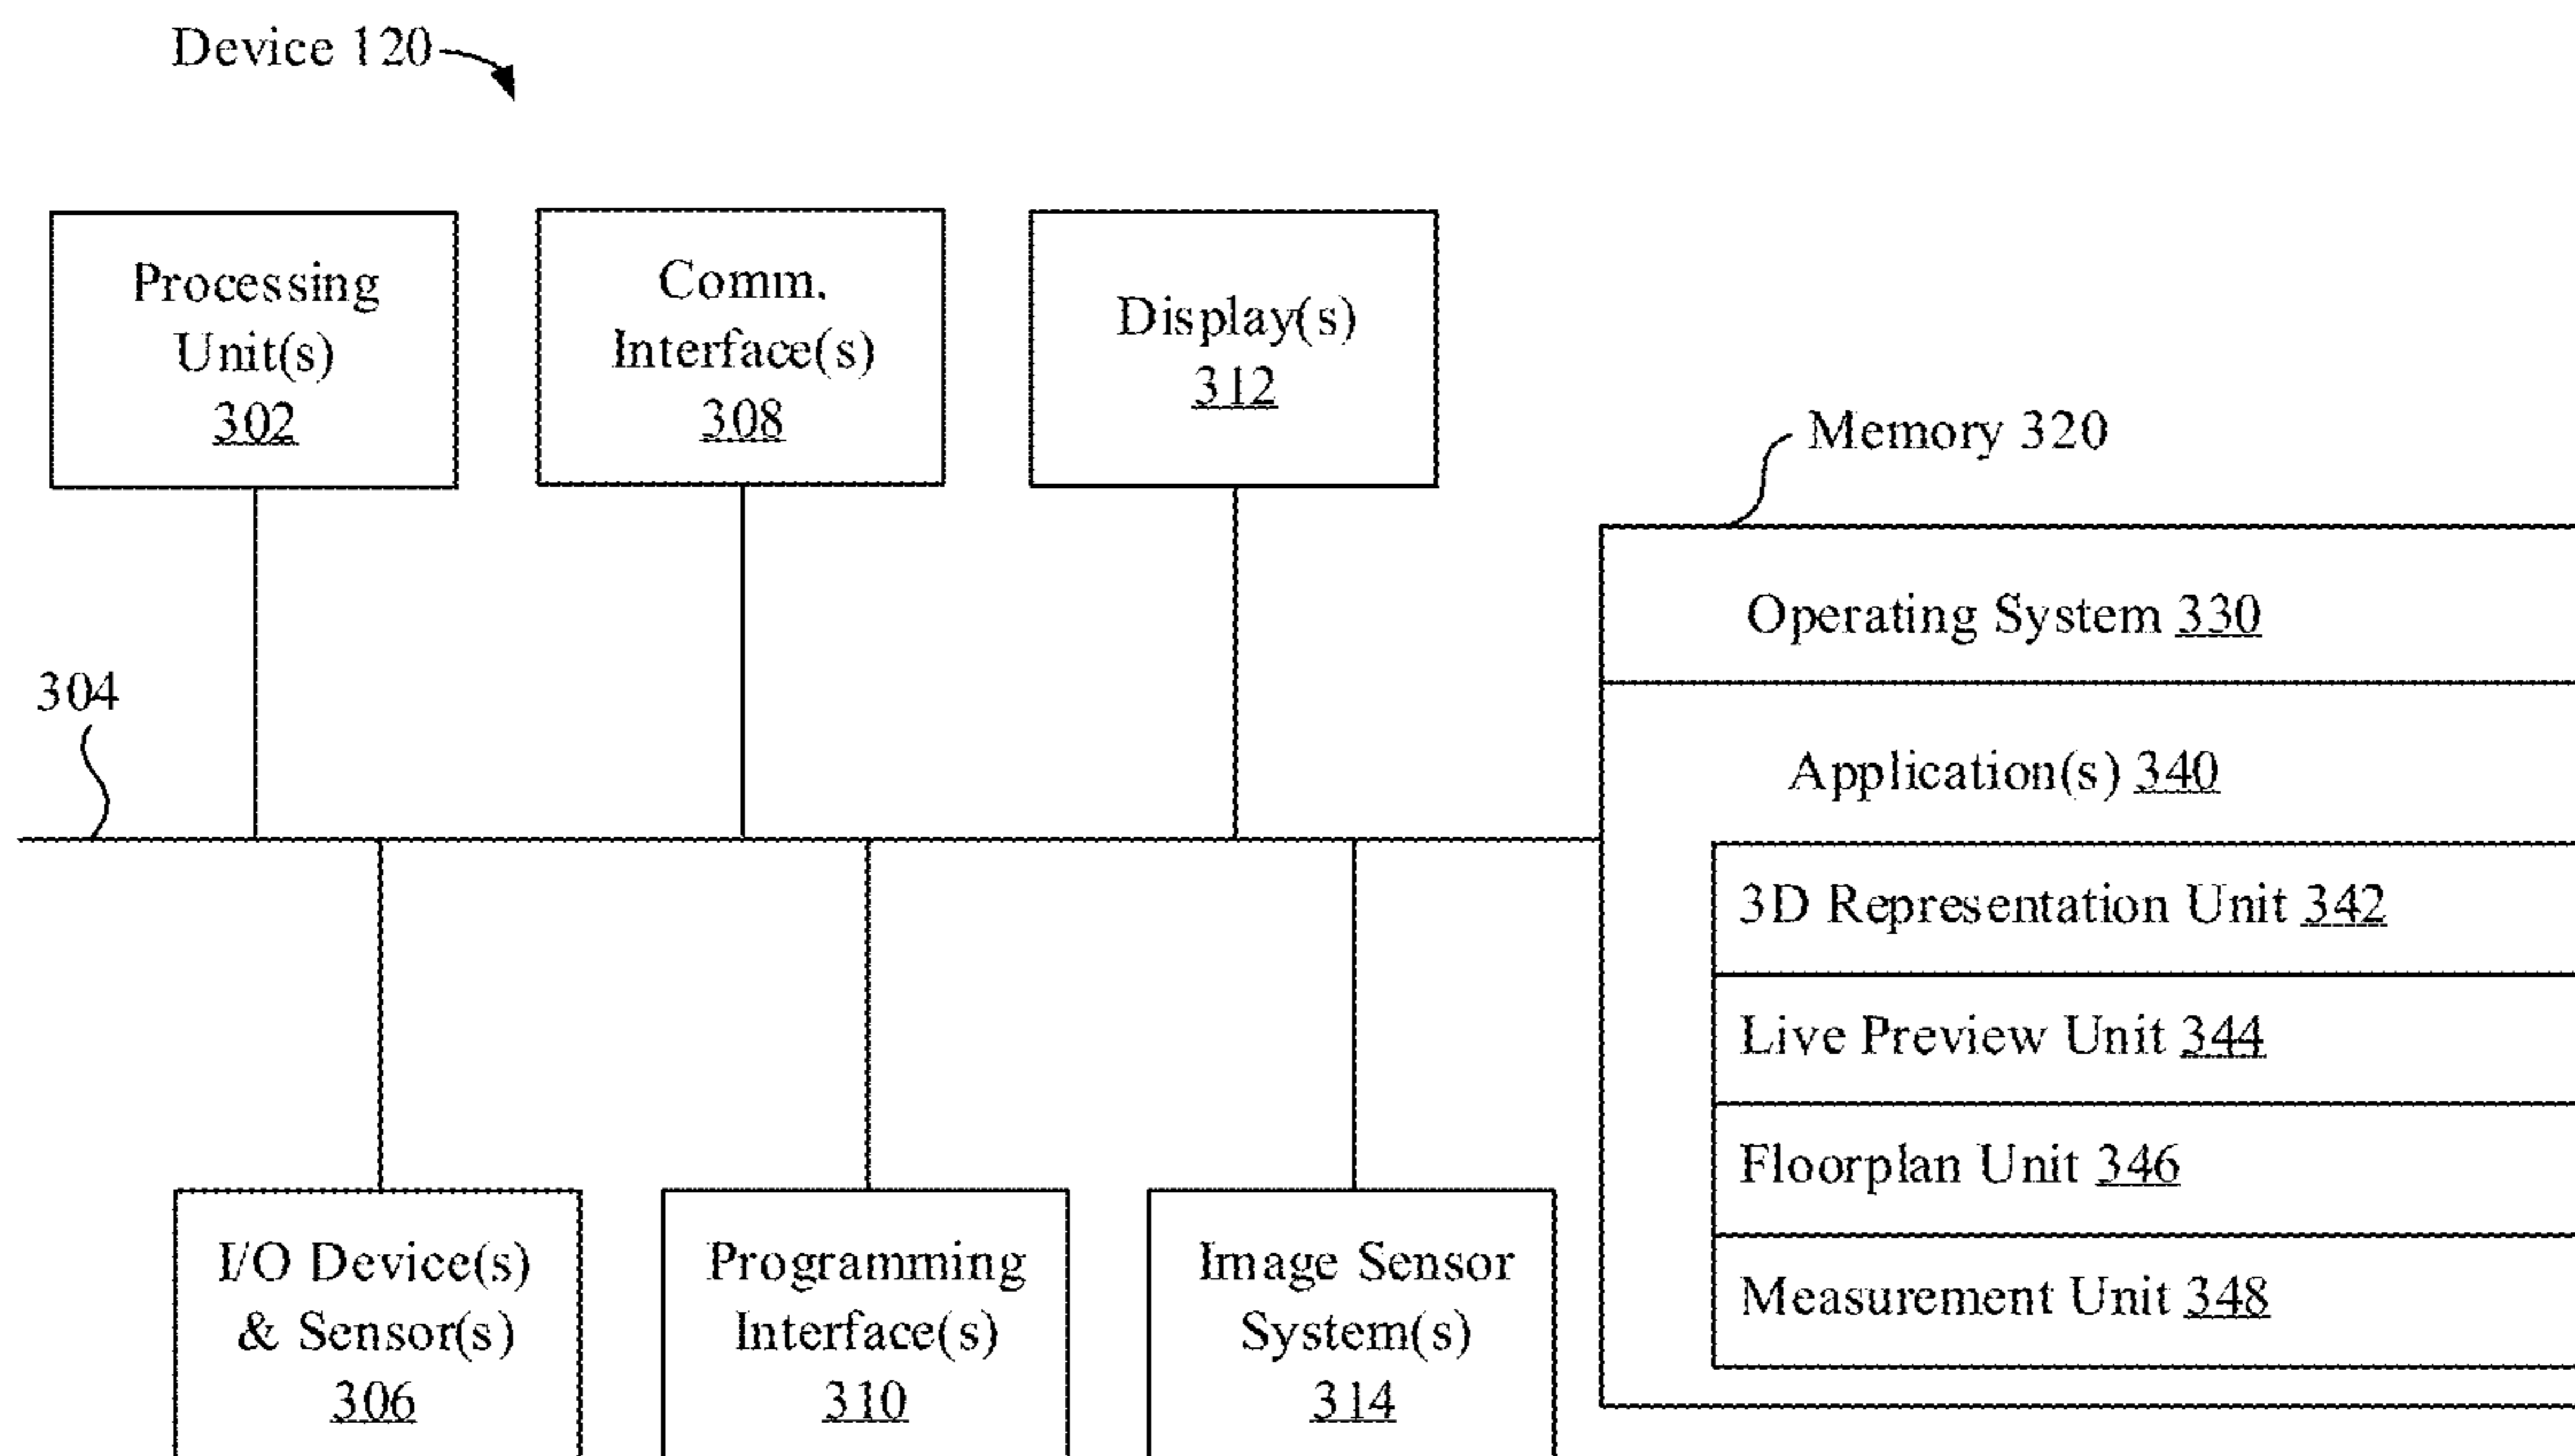 Device 120
Processing
Unit(s)
302
Comm.
Interface(s)
308
Display(s)
312
Memory 320
Operating System 330
304
Application(s) 340
3D Representation Unit 342
Live Preview Unit 344
Floorplan Unit 346
Measurement Unit 348
I/O Device(s)
& Sensor(s)
306
Programming
Interface(s)
310
Image Sensor
System(s)
314